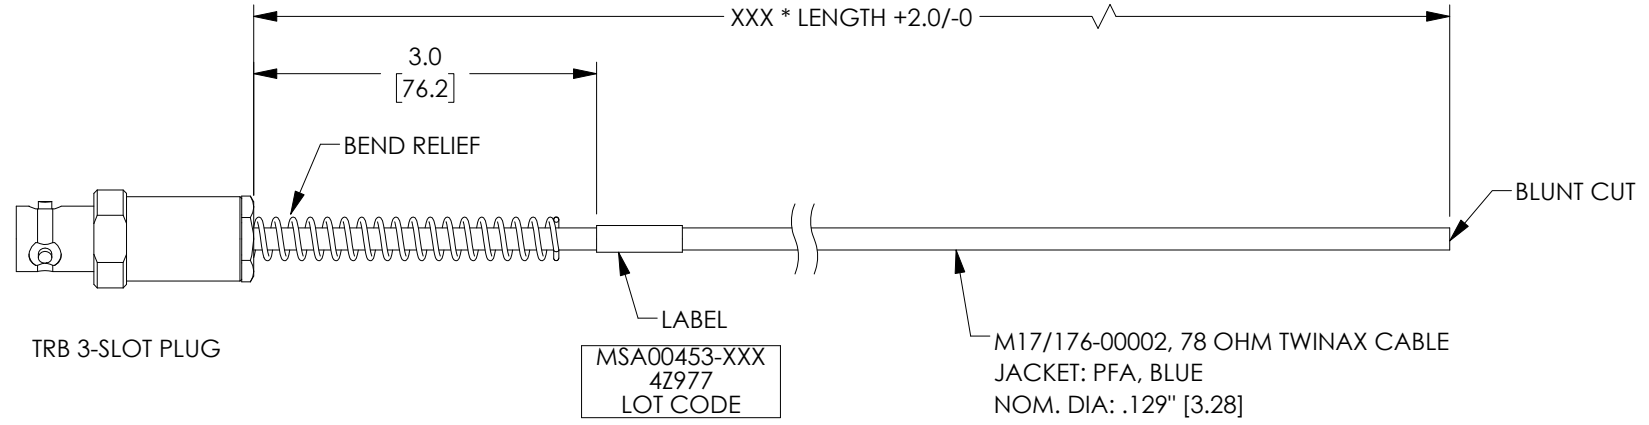 XXX * LENGTH +2.0/-0
3.0
[76.2]
BEND RELIEF
BLUNT CUT
LABEL
TRB 3-SLOT PLUG
MSA00453-XXX
4Z977
LOT CODE
M17/176-00002, 78 OHM TWINAX CABLE
JACKET: PFA, BLUE
NOM. DIA: .129" [3.28]